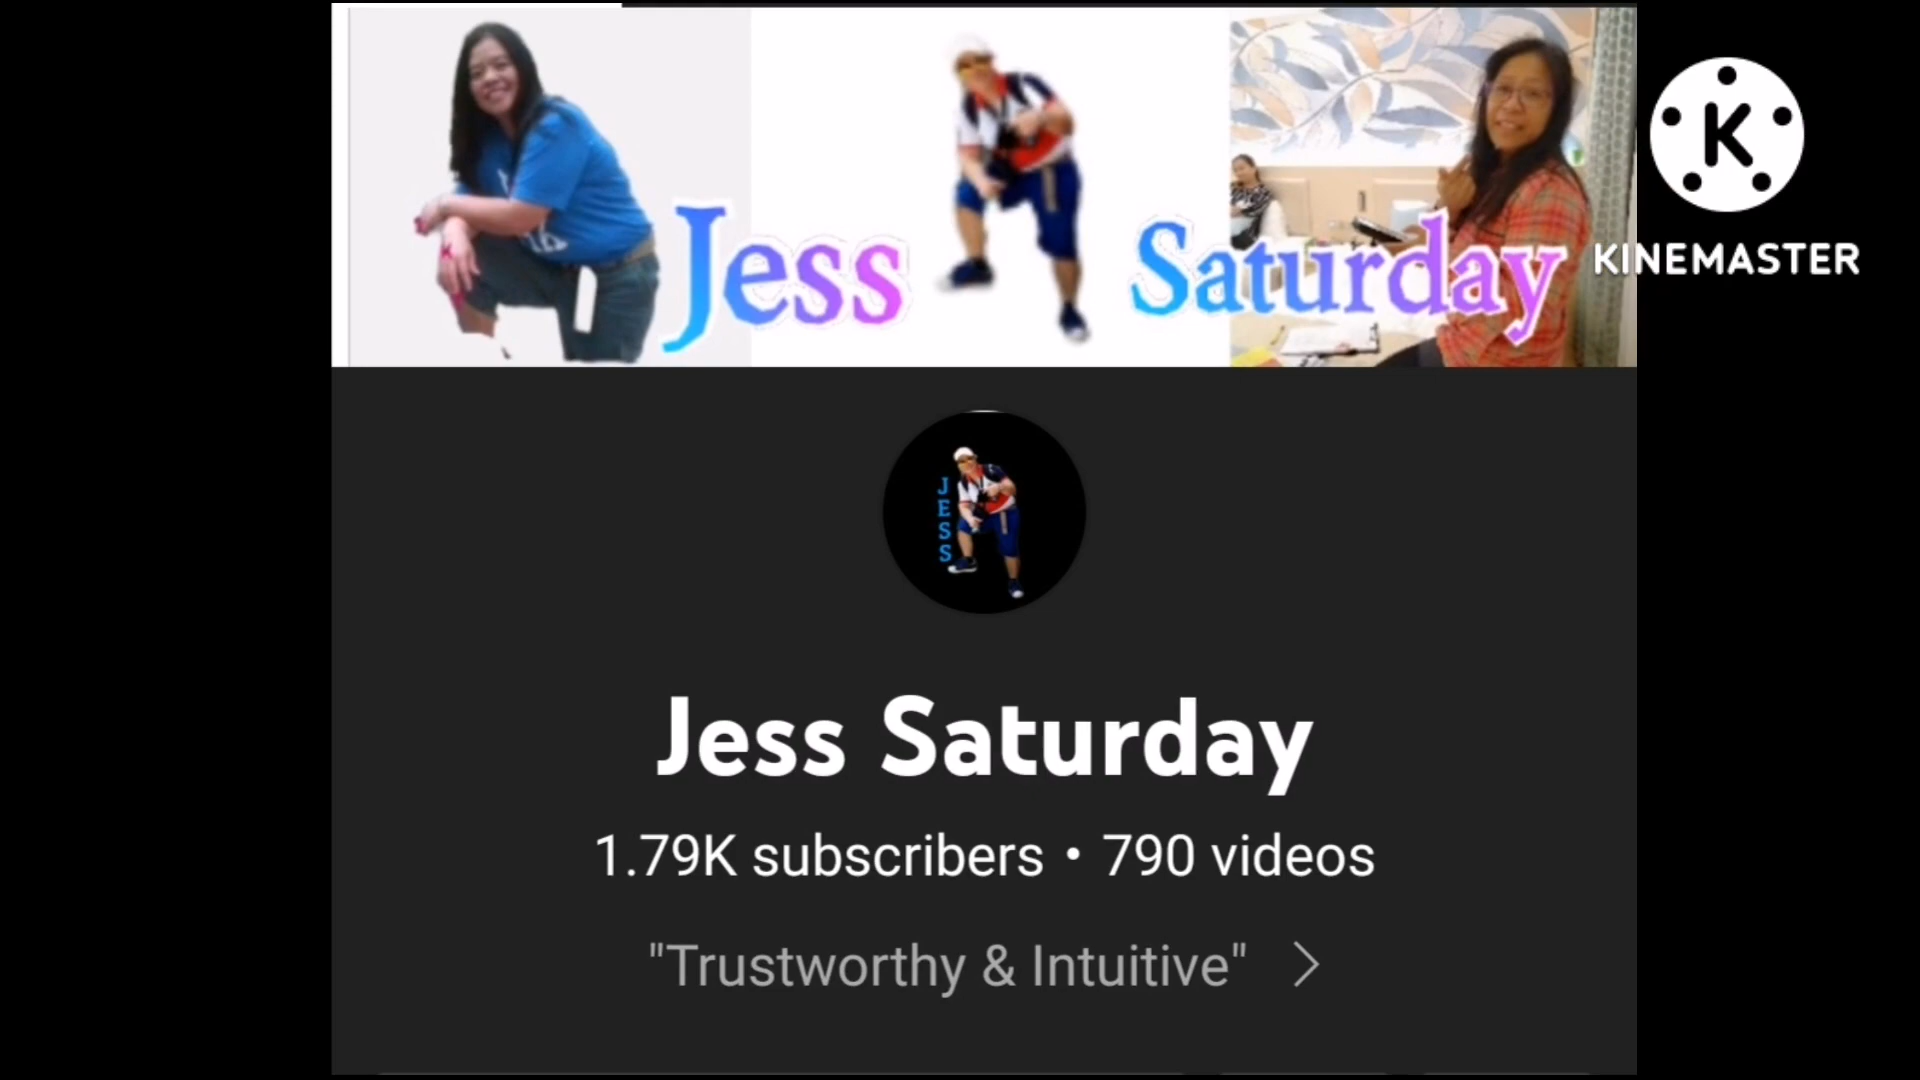 Jess Saturday
K
KINEMASTER
JESS
Jess Saturday
1.79K subscribers • 790 videos
"Trustworthy & Intuitive" >